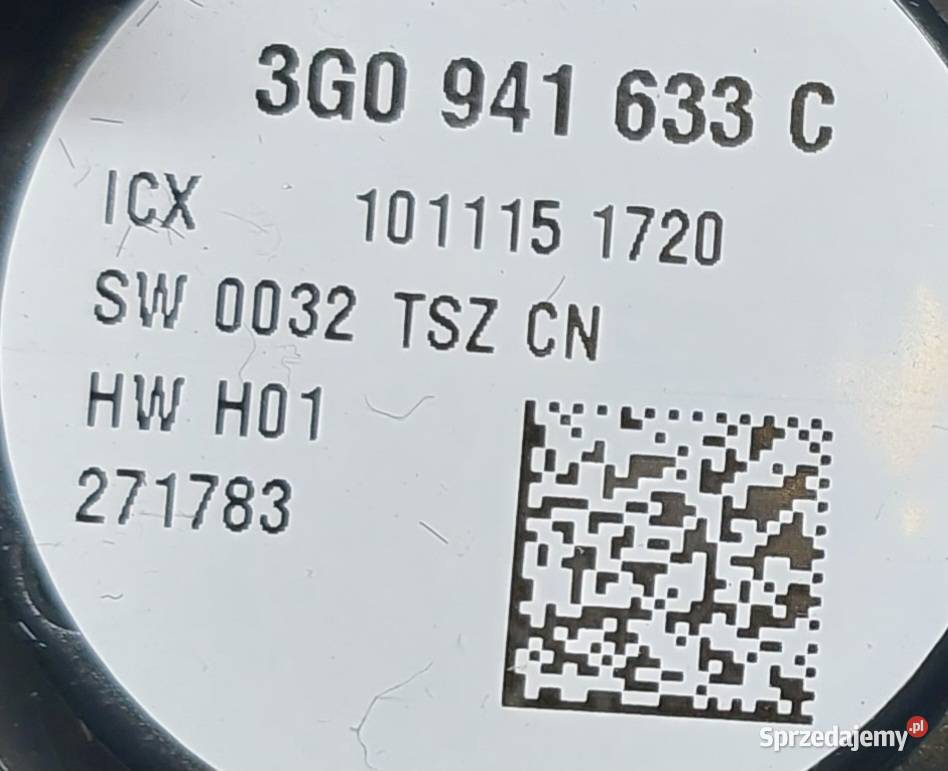 3G0 941 633 C
ICX 101115 1720
SW 0032 TSZ CN
HW H01
271783
Sprzedajemy.pl